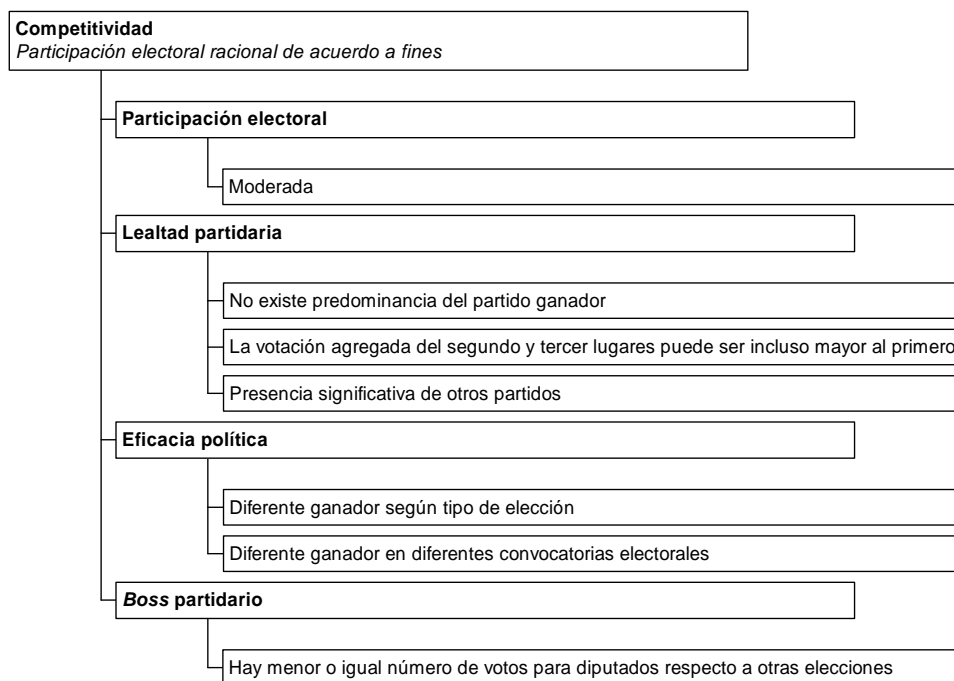 Competitividad
Participación electoral racional de acuerdo a fines
Participación electoral
Moderada
Lealtad partidaria
No existe predominancia del partido ganador
La votación agregada del segundo y tercer lugares puede ser incluso mayor al primero
Presencia significativa de otros partidos
Eficacia política
Diferente ganador según tipo de elección
Diferente ganador en diferentes convocatorias electorales
Boss partidario
Hay menor o igual número de votos para diputados respecto a otras elecciones